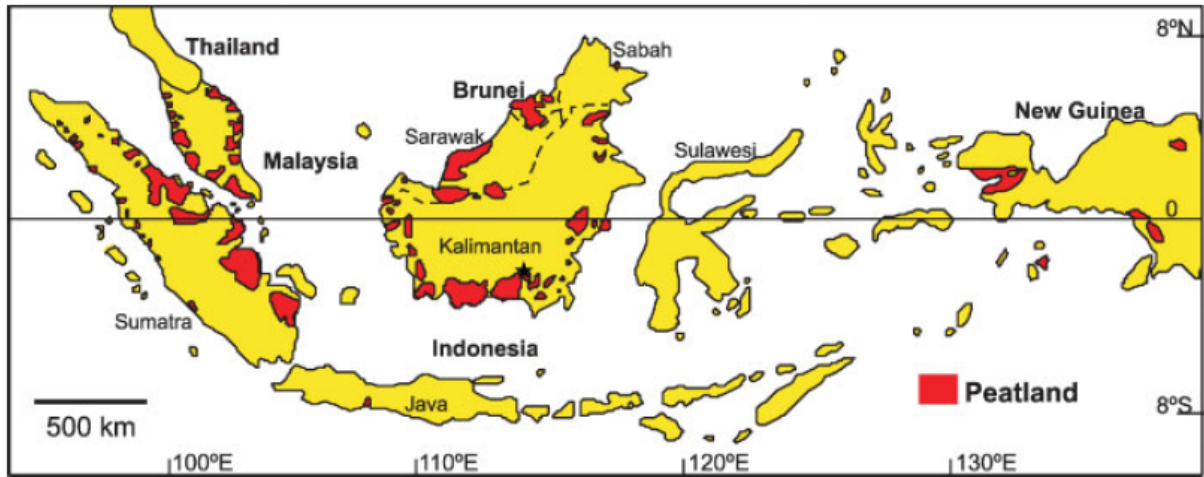 Thailand
Sabah
8ºN
Brunei
New Guinea
Sarawak
Malaysia
Sulawesi
0
Kalimantan
Sumatra
Indonesia
Peatland
Java
8ºS
500 km
100ºE
110ºE
120ºE
130ºE